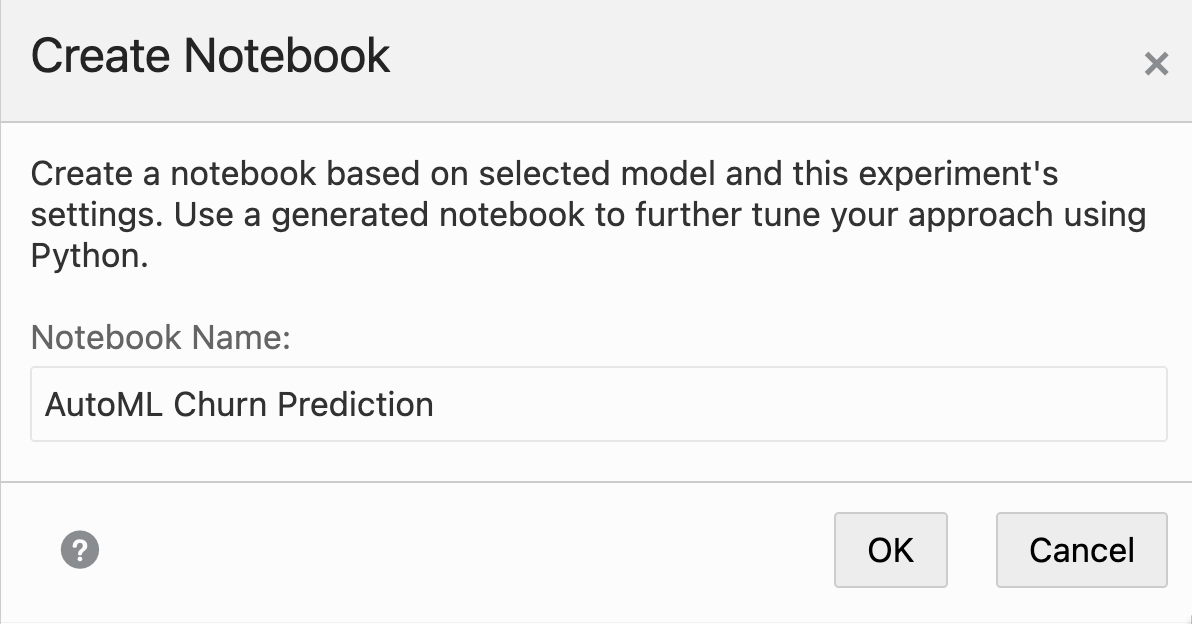 Create Notebook
×
Create a notebook based on selected model and this experiment's
settings. Use a generated notebook to further tune your approach using
Python.
Notebook Name:
AutoML Churn Prediction
?
OK
Cancel